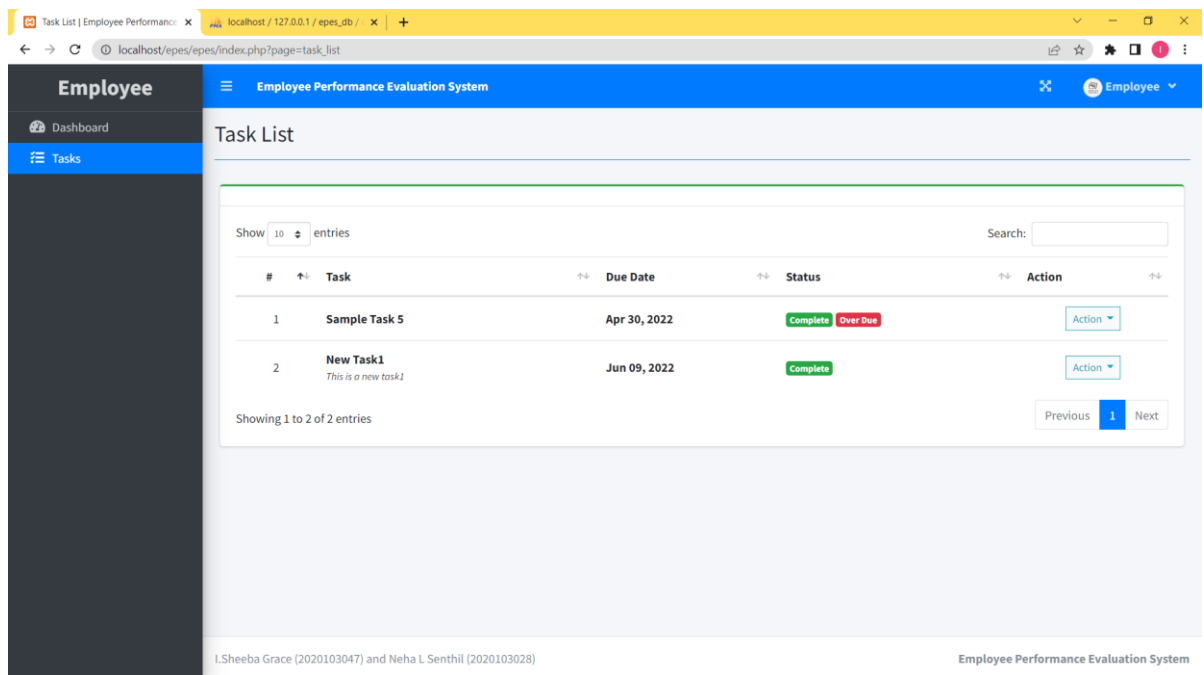 Task List | Employee Performance
localhost / 127.0.0.1 / epes_db /
localhost/epes/epes/index.php?page=task_list
I
Employee
Employee Performance Evaluation System
Employee
Dashboard
Tasks
Task List
Show 10 entries
Search:
# Task Due Date Status Action
1 Sample Task 5 Apr 30, 2022 Complete Over Due Action
2 New Task1 Jun 09, 2022 Complete Action
This is a new task1
Showing 1 to 2 of 2 entries
Previous 1 Next
I.Sheeba Grace (2020103047) and Neha L Senthil (2020103028)
Employee Performance Evaluation System